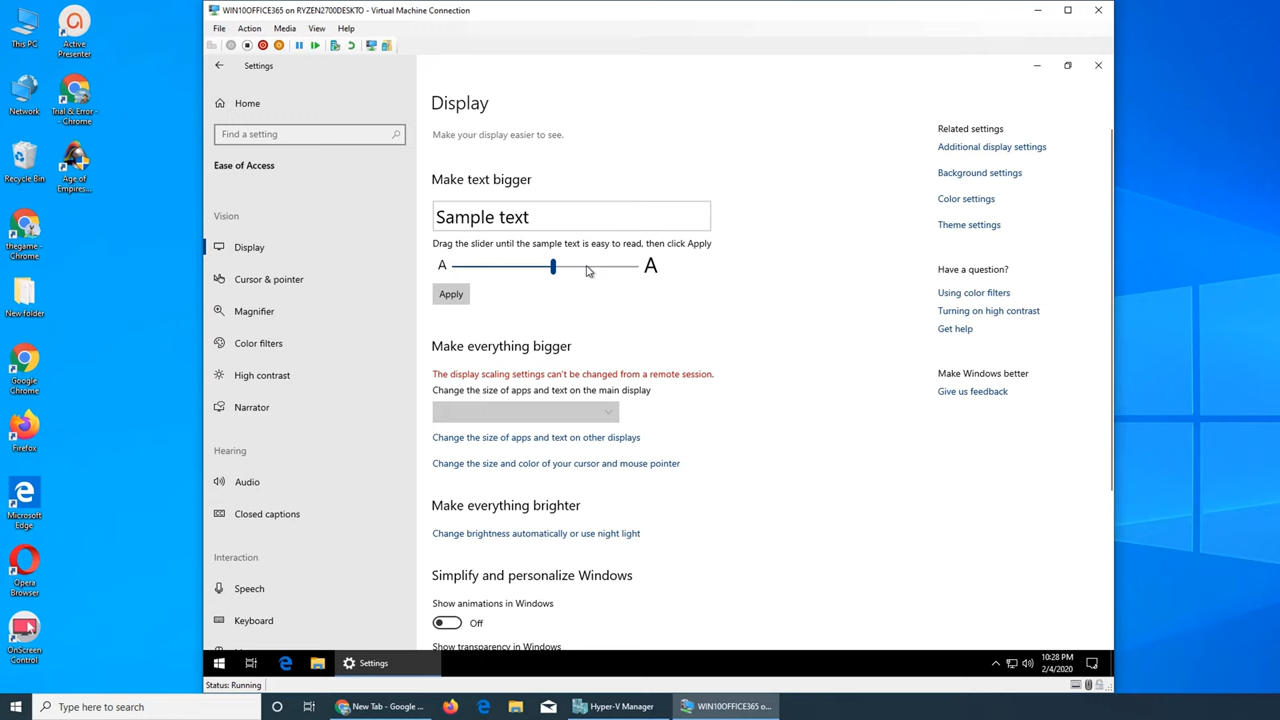 WIN10OFFICE365 on RYZEN2700DESKTO - Virtual Machine Connection
File Action Media View Help
Settings
Home
Find a setting
Ease of Access
Vision
Display
Cursor & pointer
Magnifier
Color filters
High contrast
Narrator
Hearing
Audio
Closed captions
Interaction
Speech
Keyboard
Display
Make your display easier to see.
Make text bigger
Sample text
Drag the slider until the sample text is easy to read, then click Apply
A A
Apply
Make everything bigger
The display scaling settings can't be changed from a remote session.
Change the size of apps and text on the main display
Change the size of apps and text on other displays
Change the size and color of your cursor and mouse pointer
Make everything brighter
Change brightness automatically or use night light
Simplify and personalize Windows
Show animations in Windows
Off
Show transparency in Windows
Related settings
Additional display settings
Background settings
Color settings
Theme settings
Have a question?
Using color filters
Turning on high contrast
Get help
Make Windows better
Give us feedback
This PC
Active
Presenter
Network
Trial & Error -
- Chrome
Recycle Bin
Age of
Empires...
thegame -
Chrome
New folder
Google
Chrome
Firefox
Microsoft
Edge
Opera
Browser
OnScreen
Control
Settings
10:28 PM
2/4/2020
Status: Running
Type here to search
New Tab - Google ...
Hyper-V Manager
WIN10OFFICE365 o...